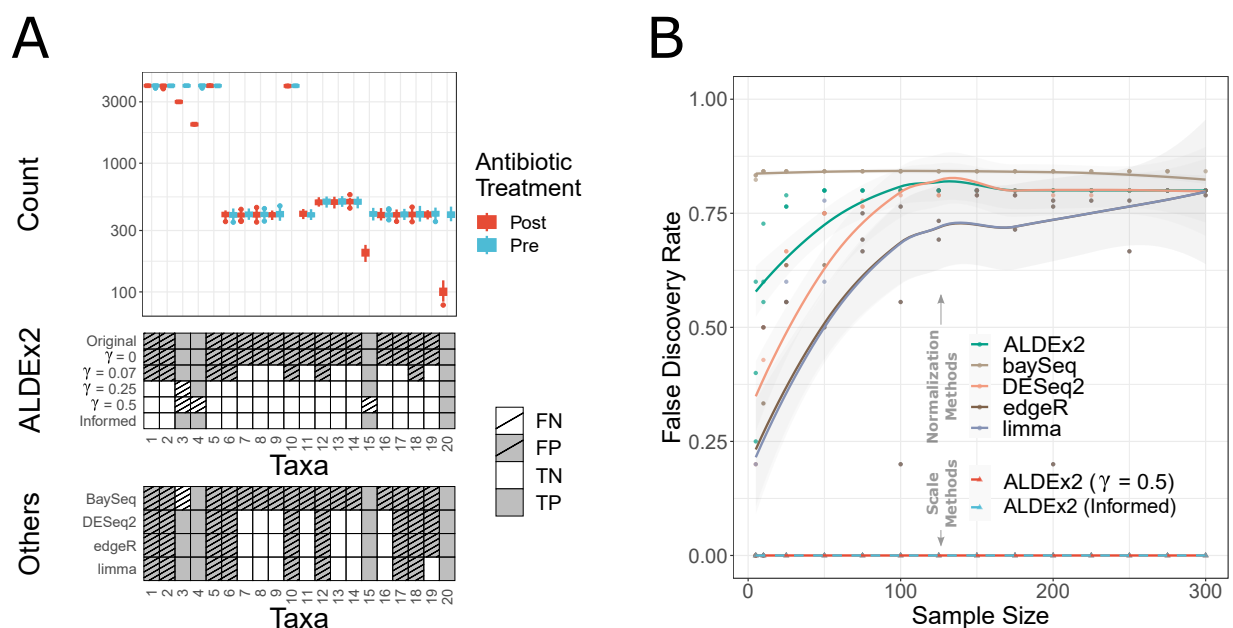 A
Count
3000
1000
300
100
Antibiotic
Treatment
Post
Pre
ALDEx2
Original
γ = 0
γ = 0.07
γ = 0.25
γ = 0.5
Informed
1 2 3 4 5 6 7 8 9 10 11 12 13 14 15 16 17 18 19 20
Taxa
FN
FP
TN
TP
Others
BaySeq
DESeq2
edgeR
limma
1 2 3 4 5 6 7 8 9 10 11 12 13 14 15 16 17 18 19 20
Taxa
B
False Discovery Rate
1.00
0.75
0.50
0.25
0.00
Normalization
Methods
ALDEx2
baySeq
DESeq2
edgeR
limma
Scale
Methods
ALDEx2 (γ = 0.5)
ALDEx2 (Informed)
0 100 200 300
Sample Size